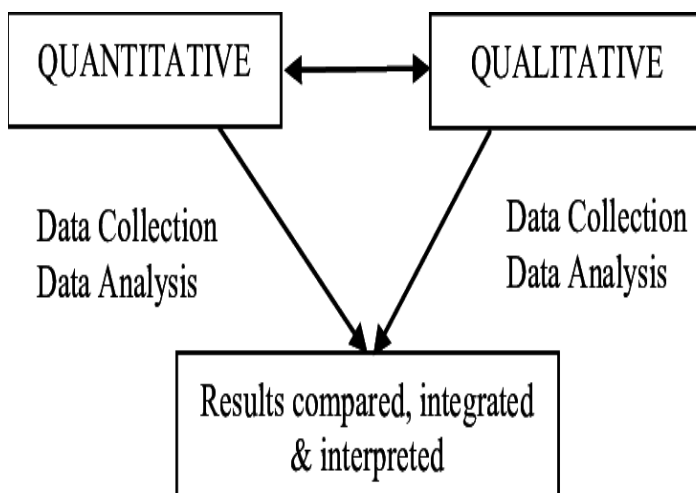 QUANTITATIVE
QUALITATIVE
Data Collection
Data Analysis
Data Collection
Data Analysis
Results compared, integrated
& interpreted